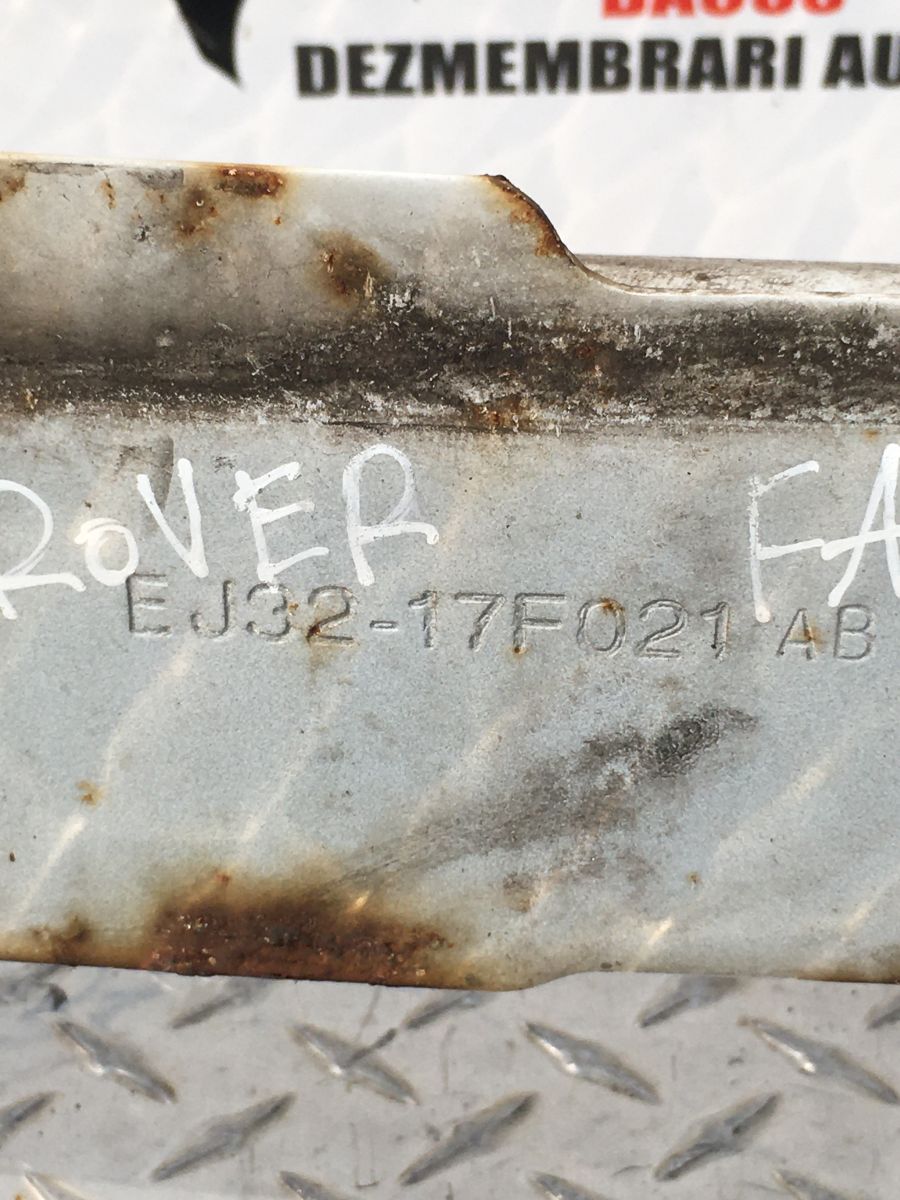 DEZMEMBRARI AU
ROVER FA
EJ32-17F021 AB